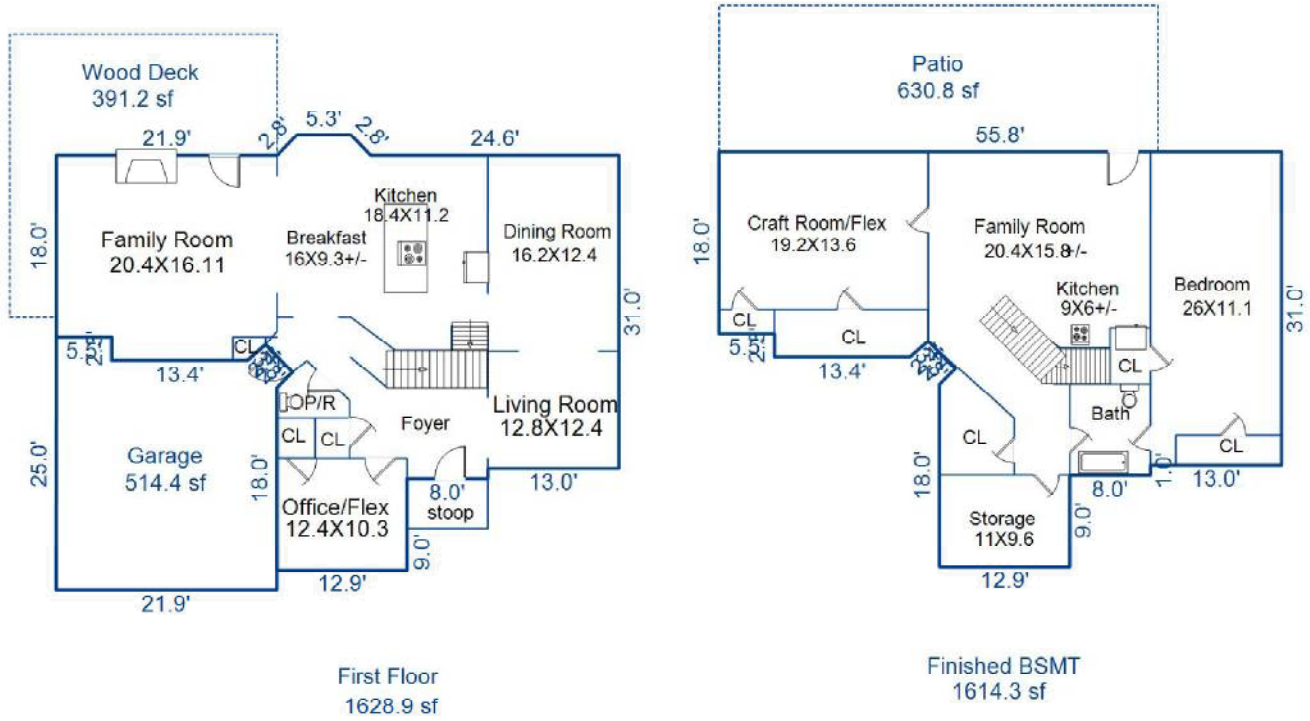 Wood Deck
391.2 sf
21.9'
2.8'
5.3'
2.8'
24.6'
18.0'
Family Room
20.4X16.11
Breakfast
16X9.3+/-
Kitchen
18.4X11.2
Dining Room
16.2X12.4
31.0'
5.5'
13.4'
CL
OP/R
CL
CL
Foyer
Living Room
12.8X12.4
25.0'
Garage
514.4 sf
18.0'
Office/Flex
12.4X10.3
8.0'
stoop
13.0'
9.0'
12.9'
21.9'
First Floor
1628.9 sf
Patio
630.8 sf
55.8'
18.0'
Craft Room/Flex
19.2X13.6
Family Room
20.4X15.8+/-
Kitchen
9X6+/-
Bedroom
26X11.1
31.0'
CL
CL
5.5'
13.4'
CL
Bath
CL
CL
18.0'
8.0'
1.0'
13.0'
Storage
11X9.6
9.0'
12.9'
Finished BSMT
1614.3 sf